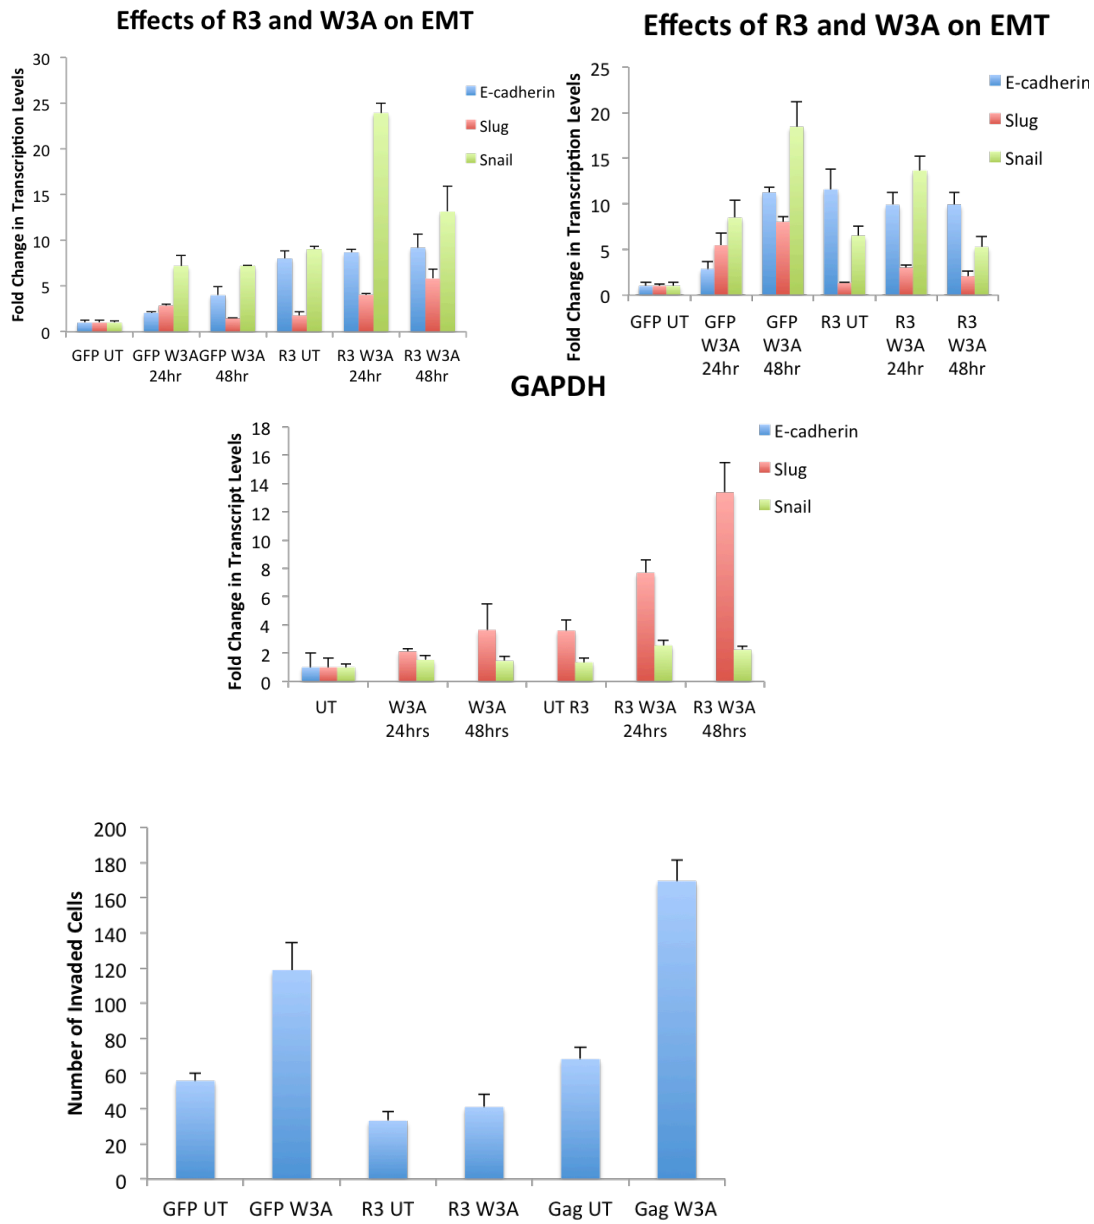 Effects of R3 and W3A on EMT
Fold Change in Transcription Levels
30
25
20
15
10
5
0
E-cadherin
Slug
Snail
GFP UT
GFP W3A
24hr
GFP W3A
48hr
R3 UT
R3 W3A
24hr
R3 W3A
48hr
Effects of R3 and W3A on EMT
Fold Change in Transcription Levels
25
20
15
10
5
0
E-cadherin
Slug
Snail
GFP UT
GFP
W3A
24hr
GFP
W3A
48hr
R3 UT
R3
W3A
24hr
R3
W3A
48hr
GAPDH
Fold Change in Transcript Levels
18
16
14
12
10
8
6
4
2
0
E-cadherin
Slug
Snail
UT
W3A
24hrs
W3A
48hrs
UT R3
R3 W3A
24hrs
R3 W3A
48hrs
Number of Invaded Cells
200
180
160
140
120
100
80
60
40
20
0
GFP UT
GFP W3A
R3 UT
R3 W3A
Gag UT
Gag W3A